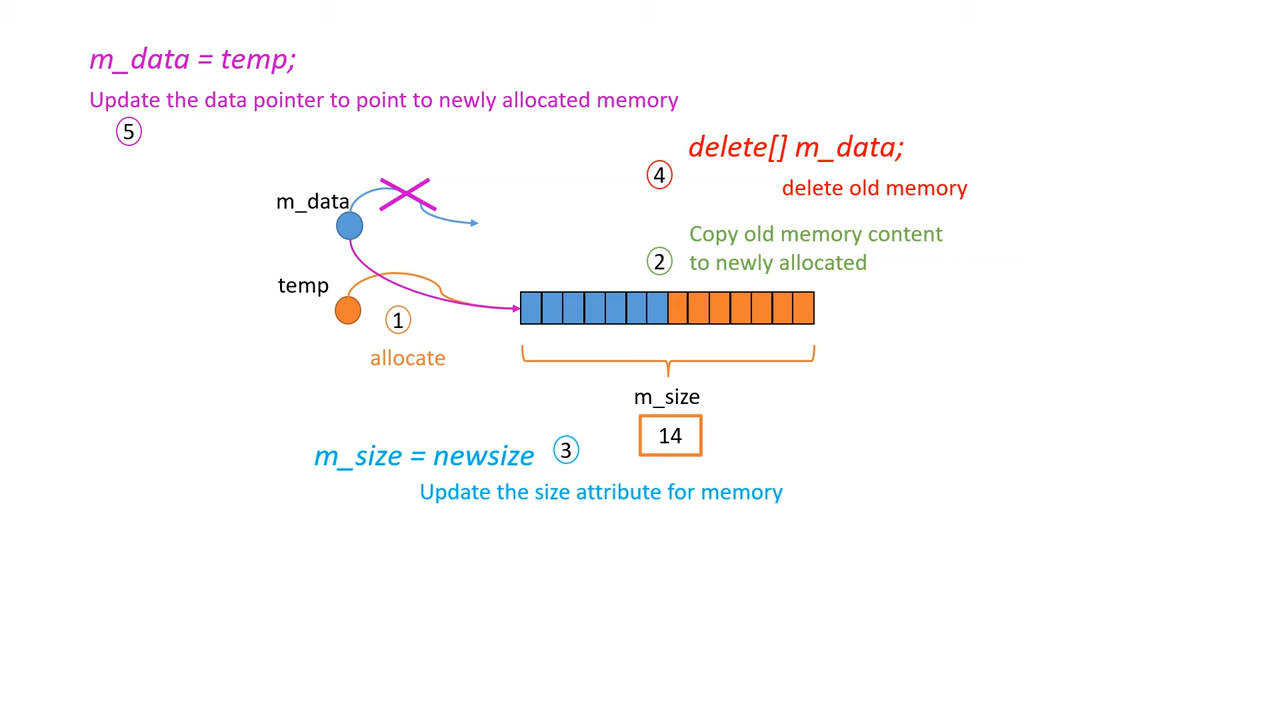 m_data = temp;
Update the data pointer to point to newly allocated memory
5
delete[] m_data;
4
delete old memory
m_data
Copy old memory content
2
to newly allocated
temp
1
allocate
m_size
14
m_size = newsize
3
Update the size attribute for memory